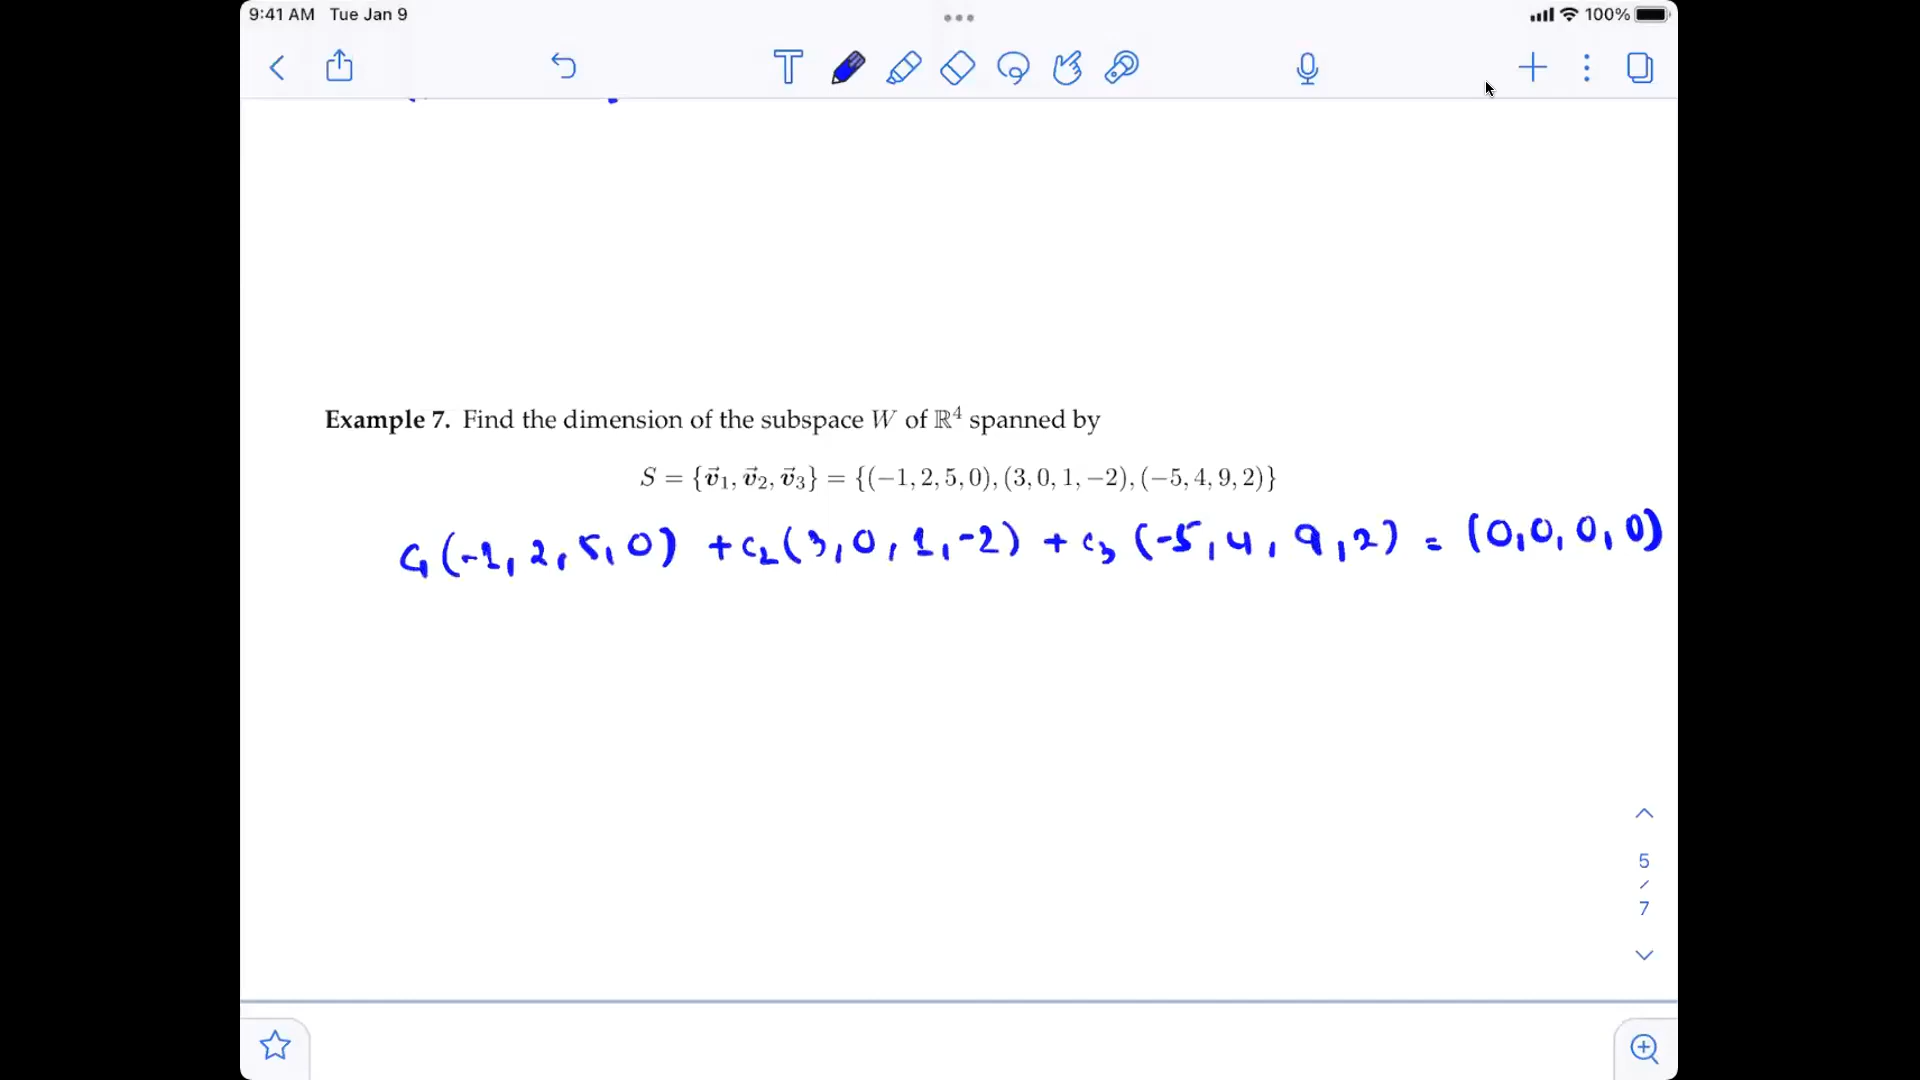 9:41 AM Tue Jan 9 100%
Example 7. Find the dimension of the subspace W of ℝ⁴ spanned by
S = {v⃗₁, v⃗₂, v⃗₃} = {(−1, 2, 5, 0), (3, 0, 1, −2), (−5, 4, 9, 2)}
c₁(-1, 2, 5, 0) + c₂(3, 0, 1, -2) + c₃(-5, 4, 9, 2) = (0, 0, 0, 0)
5
/
7